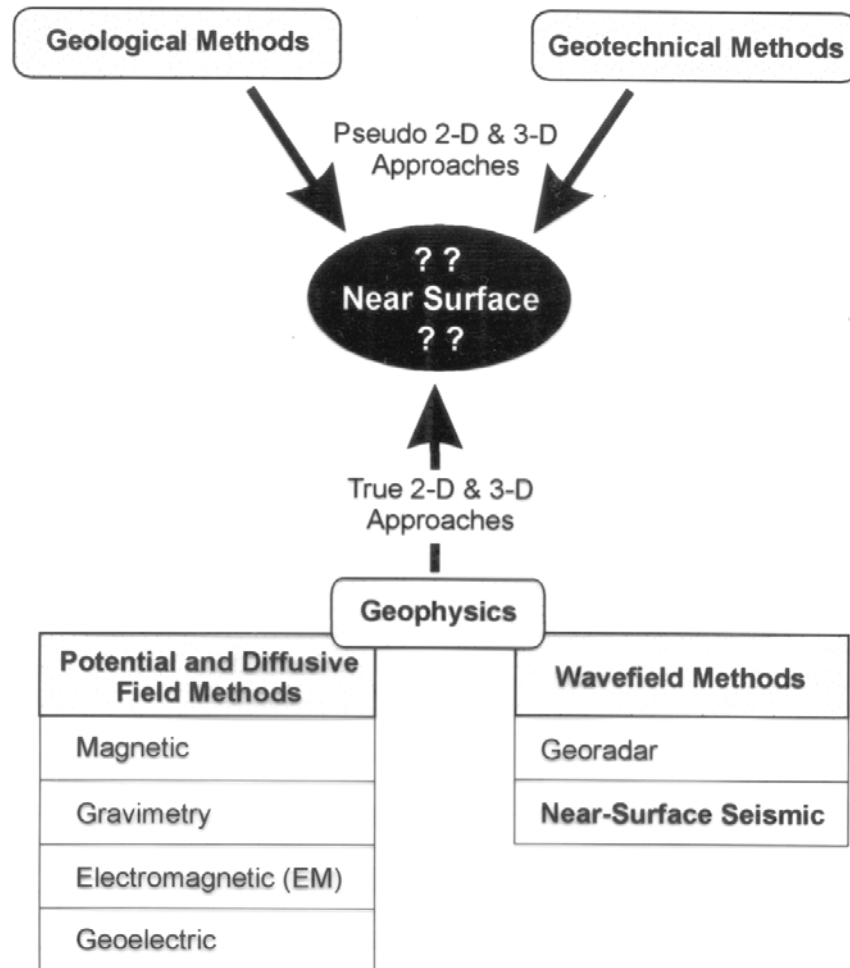 Geological Methods
Geotechnical Methods
Pseudo 2-D & 3-D
Approaches
? ?
Near Surface
? ?
True 2-D & 3-D
Approaches
Geophysics
Potential and Diffusive
Field Methods
Magnetic
Gravimetry
Electromagnetic (EM)
Geoelectric
Wavefield Methods
Georadar
Near-Surface Seismic